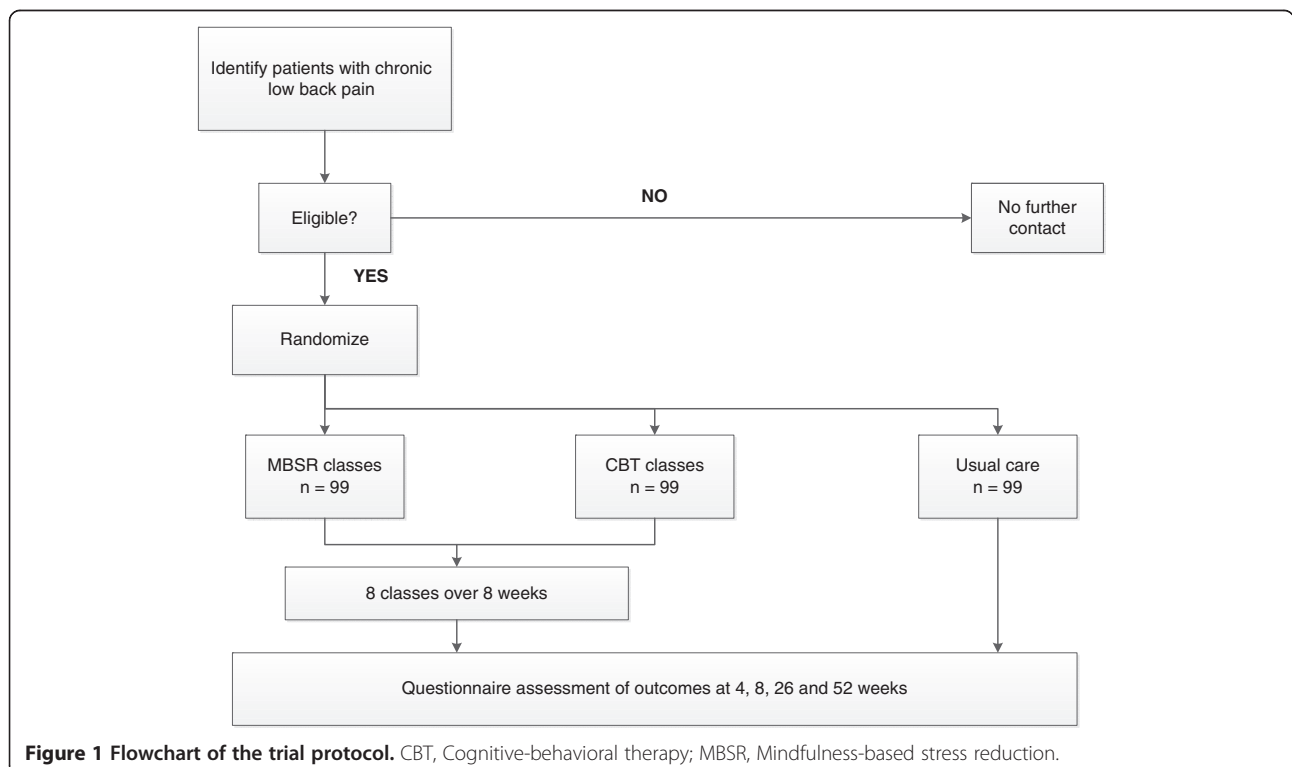 Identify patients with chronic
low back pain
Eligible?
NO
No further
contact
YES
Randomize
MBSR classes
n = 99
CBT classes
n = 99
Usual care
n = 99
8 classes over 8 weeks
Questionnaire assessment of outcomes at 4, 8, 26 and 52 weeks
Figure 1 Flowchart of the trial protocol. CBT, Cognitive-behavioral therapy; MBSR, Mindfulness-based stress reduction.